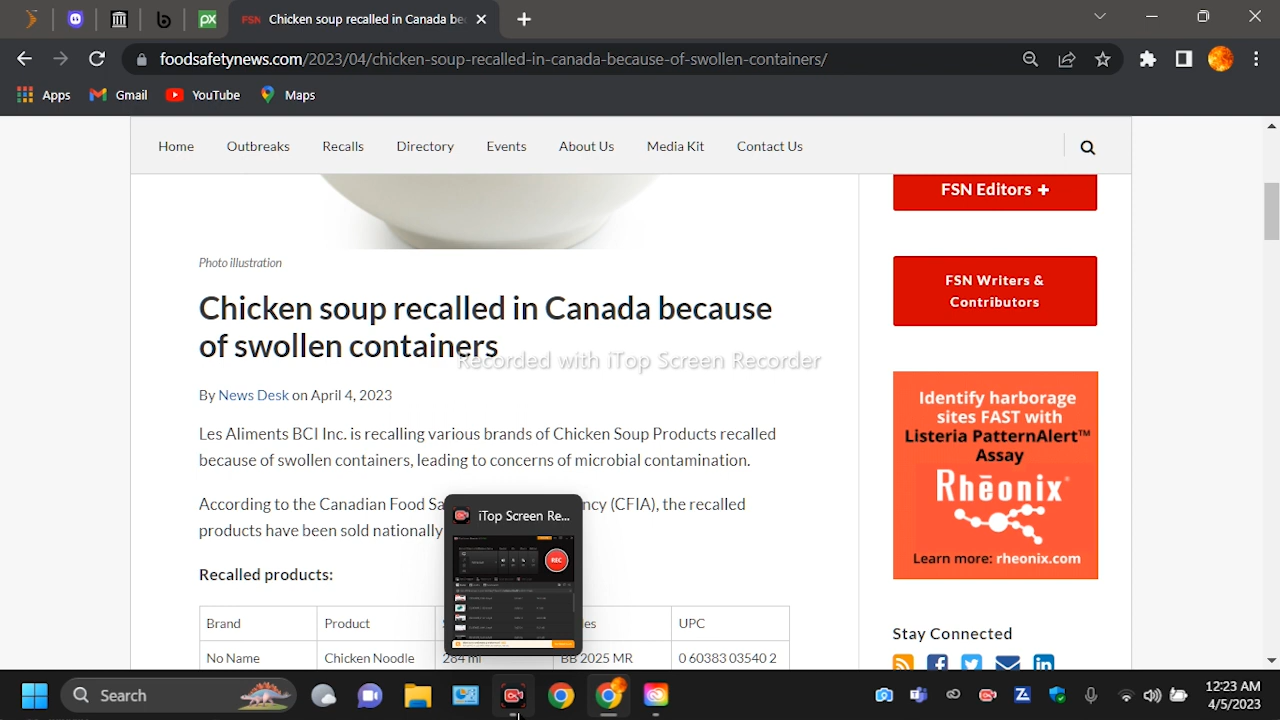 FSN Chicken soup recalled in Canada bec
foodsafetynews.com/2023/04/chicken-soup-recalled-in-canada-because-of-swollen-containers/
Apps Gmail YouTube Maps
Home Outbreaks Recalls Directory Events About Us Media Kit Contact Us
FSN Editors +
Photo illustration
FSN Writers &
Contributors
Chicken soup recalled in Canada because
of swollen containers
Recorded with iTop Screen Recorder
By News Desk on April 4, 2023
Les Aliments BCI Inc. is recalling various brands of Chicken Soup Products recalled
because of swollen containers, leading to concerns of microbial contamination.
According to the Canadian Food Sa ncy (CFIA), the recalled
products have been sold nationally
Recalled products:
Brand Product UPC
No Name Chicken Noodle 284 ml BB 2025 MR 0 60383 03540 2
iTop Screen Re...
REC
Identify harborage
sites FAST with
Listeria PatternAlert™
Assay
Rhēonix
Learn more: rheonix.com
Stay Connected
Search
12:23 AM
4/5/2023